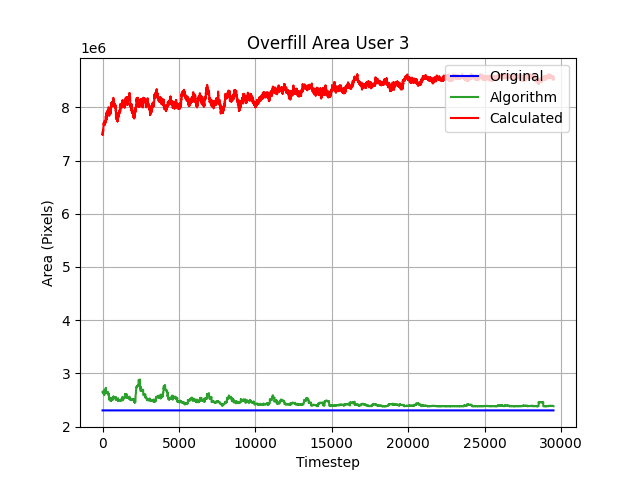 Overfill Area User 3
1e6
Original
Algorithm
Calculated
8
7
6
5
4
3
2
Area (Pixels)
0 5000 10000 15000 20000 25000 30000
Timestep